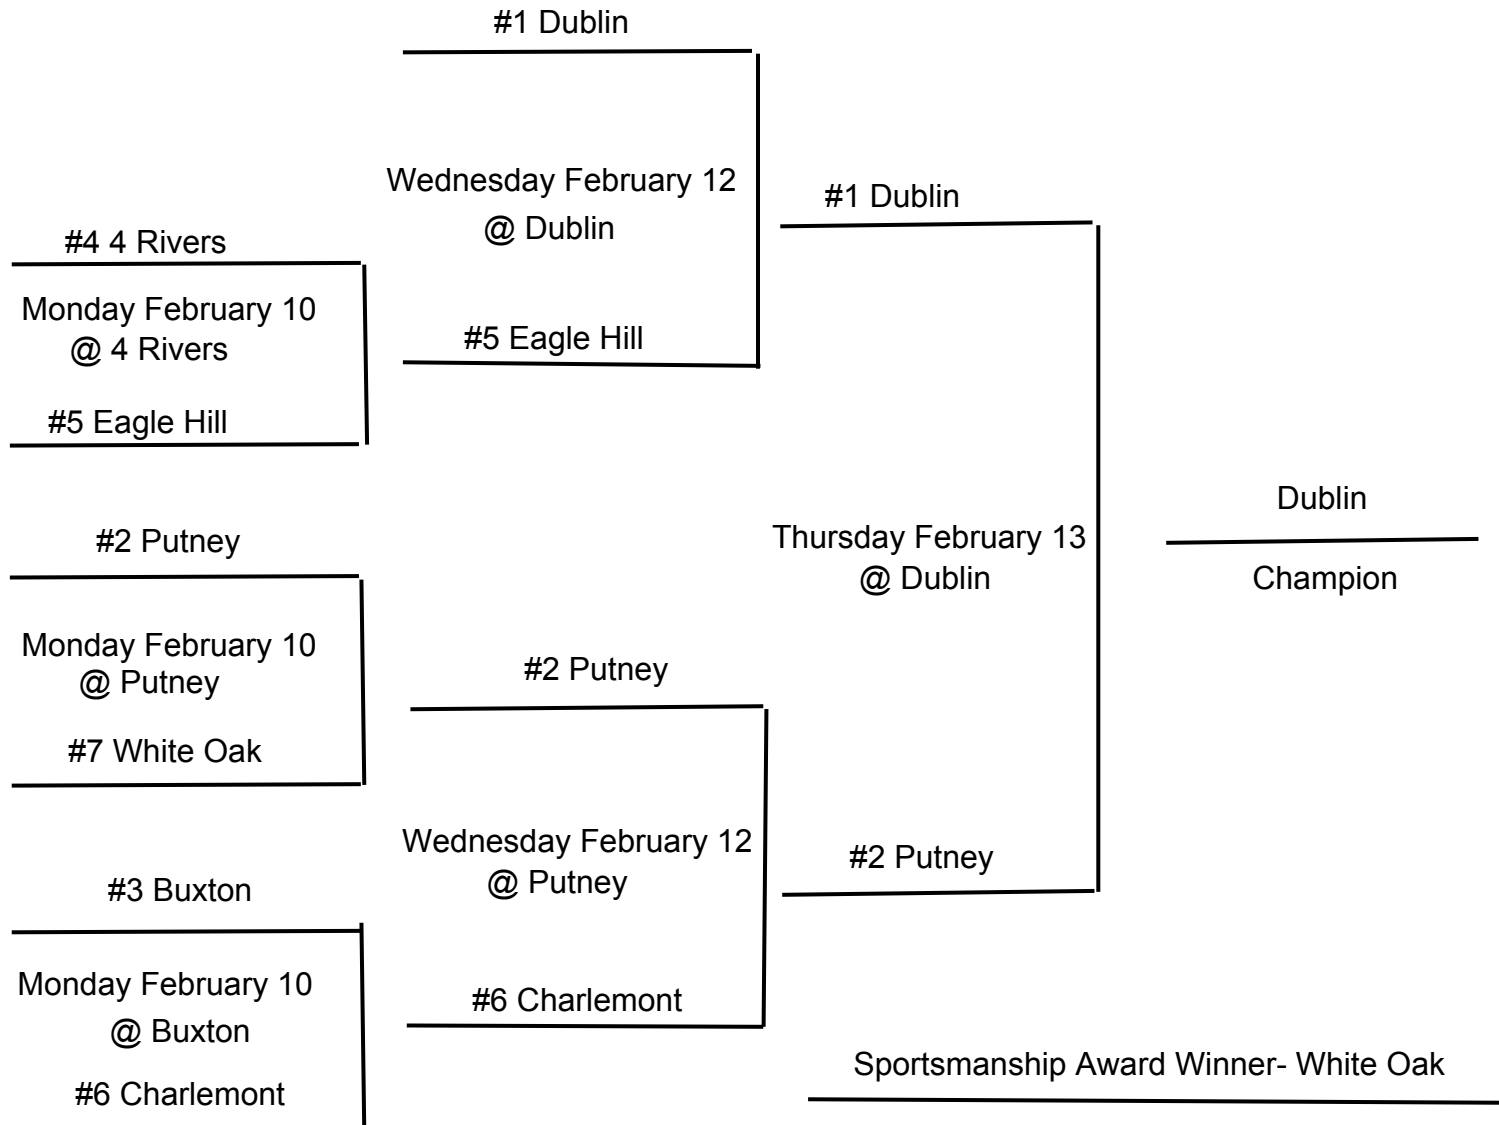 #1 Dublin
Wednesday February 12
@ Dublin
#5 Eagle Hill
#4 4 Rivers
Monday February 10
@ 4 Rivers
#5 Eagle Hill
#2 Putney
Monday February 10
@ Putney
#7 White Oak
#3 Buxton
Monday February 10
@ Buxton
#6 Charlemont
#2 Putney
Wednesday February 12
@ Putney
#6 Charlemont
#1 Dublin
Thursday February 13
@ Dublin
#2 Putney
Dublin
Champion
Sportsmanship Award Winner- White Oak